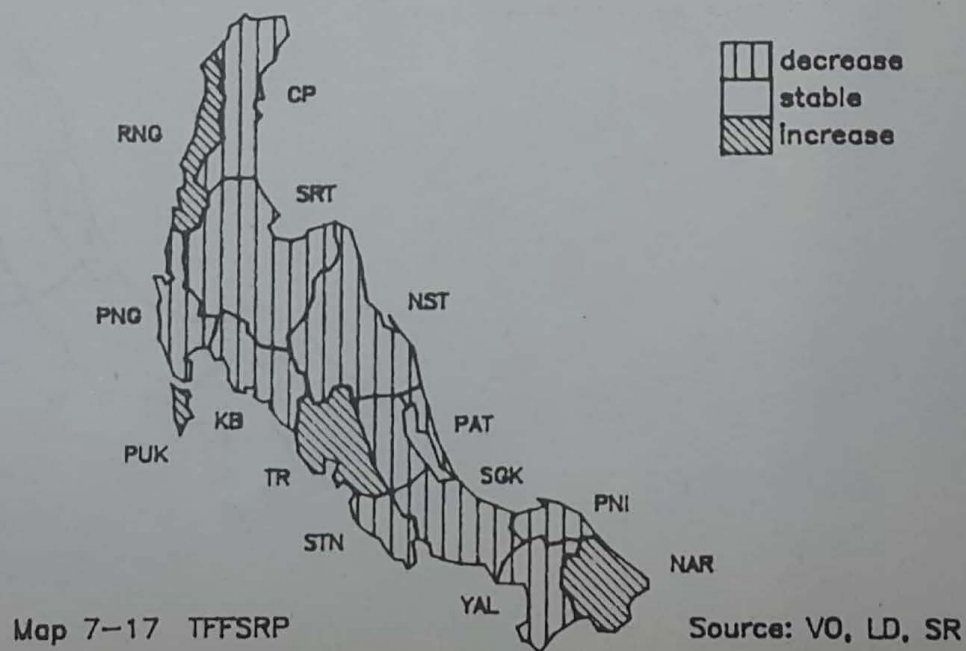 decrease
stable
increase
CP
RNG
SRT
NST
PNG
PAT
KB
PUK
SGK
TR
PNI
STN
NAR
YAL
Map 7-17 TFFSRP
Source: VO, LD, SR